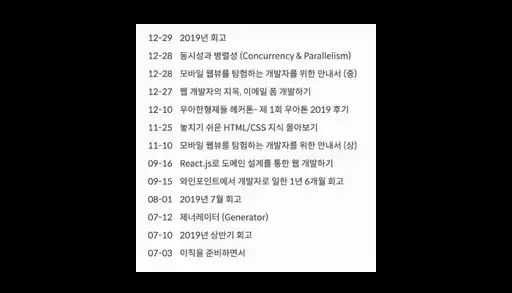 12-29 2019년 회고
12-28 동시성과 병렬성 (Concurrency & Parallelism)
12-28 모바일 웹뷰를 탐험하는 개발자를 위한 안내서 (중)
12-27 웹 개발자의 지옥, 이메일 폼 개발하기
12-10 우아한형제들 헤커톤- 제 1회 우아톤 2019 후기
11-25 놓치기 쉬운 HTML/CSS 지식 몰아보기
11-10 모바일 웹뷰를 탐험하는 개발자를 위한 안내서 (상)
09-16 React.js로 도메인 설계를 통한 웹 개발하기
09-15 와인포인트에서 개발자로 일한 1년 6개월 회고
08-01 2019년 7월 회고
07-12 제너레이터 (Generator)
07-10 2019년 상반기 회고
07-03 이직을 준비하면서